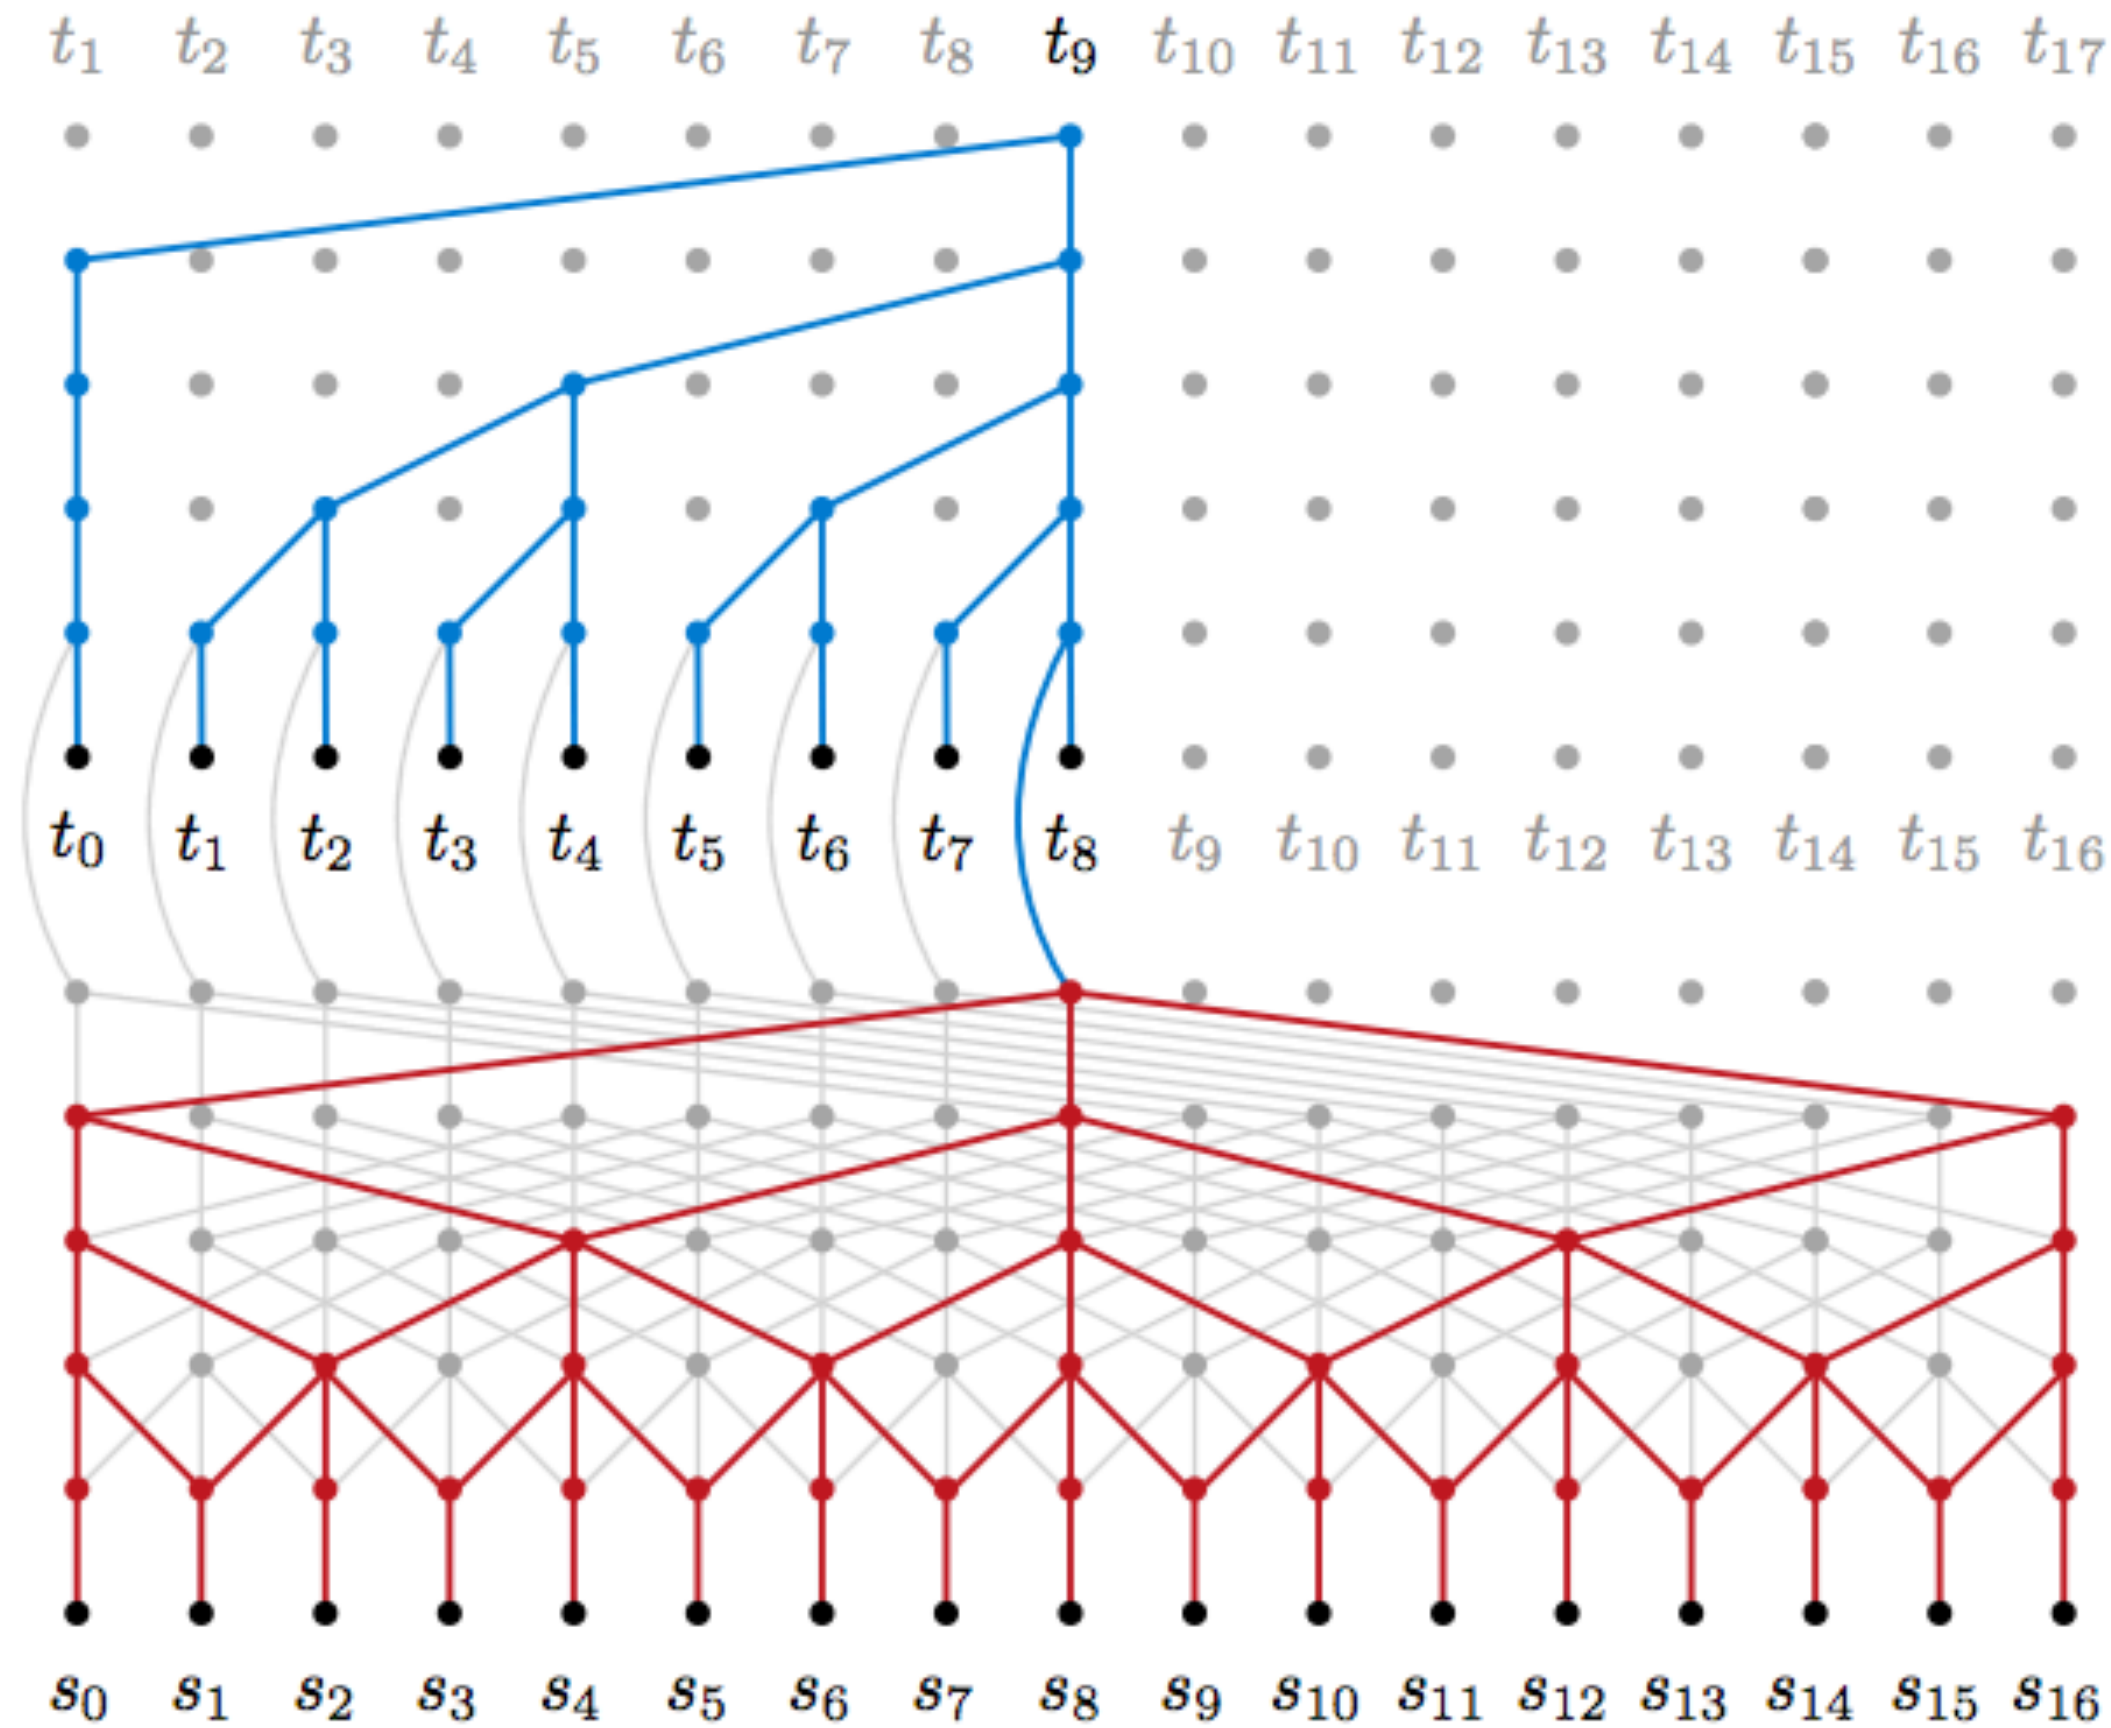 t₁ t₂ t₃ t₄ t₅ t₆ t₇ t₈ t₉ t₁₀ t₁₁ t₁₂ t₁₃ t₁₄ t₁₅ t₁₆ t₁₇
t₀ t₁ t₂ t₃ t₄ t₅ t₆ t₇ t₈ t₉ t₁₀ t₁₁ t₁₂ t₁₃ t₁₄ t₁₅ t₁₆
s₀ s₁ s₂ s₃ s₄ s₅ s₆ s₇ s₈ s₉ s₁₀ s₁₁ s₁₂ s₁₃ s₁₄ s₁₅ s₁₆